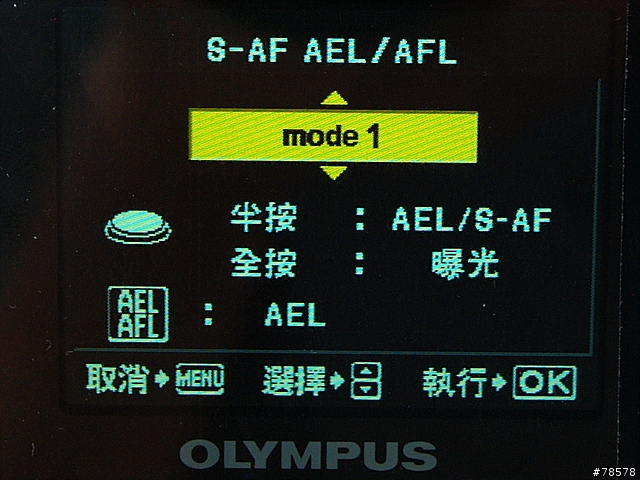 S-AF AEL/AFL
mode 1
半按 : AEL/S-AF
全按 : 曝光
AEL
AFL : AEL
取消 MENU 選擇 執行 OK
OLYMPUS
#78578